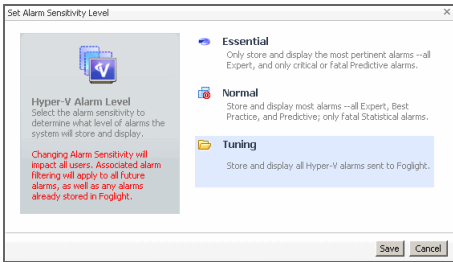 Set Alarm Sensitivity Level
Hyper-V Alarm Level
Select the alarm sensitivity to
determine what level of alarms the
system will store and display.
Changing Alarm Sensitivity will
impact all users. Associated alarm
filtering will apply to all future
alarms, as well as any alarms
already stored in Foglight.
Essential
Only store and display the most pertinent alarms --all
Expert, and only critical or fatal Predictive alarms.
Normal
Store and display most alarms --all Expert, Best
Practice, and Predictive; only fatal Statistical alarms.
Tuning
Store and display all Hyper-V alarms sent to Foglight.
Save
Cancel